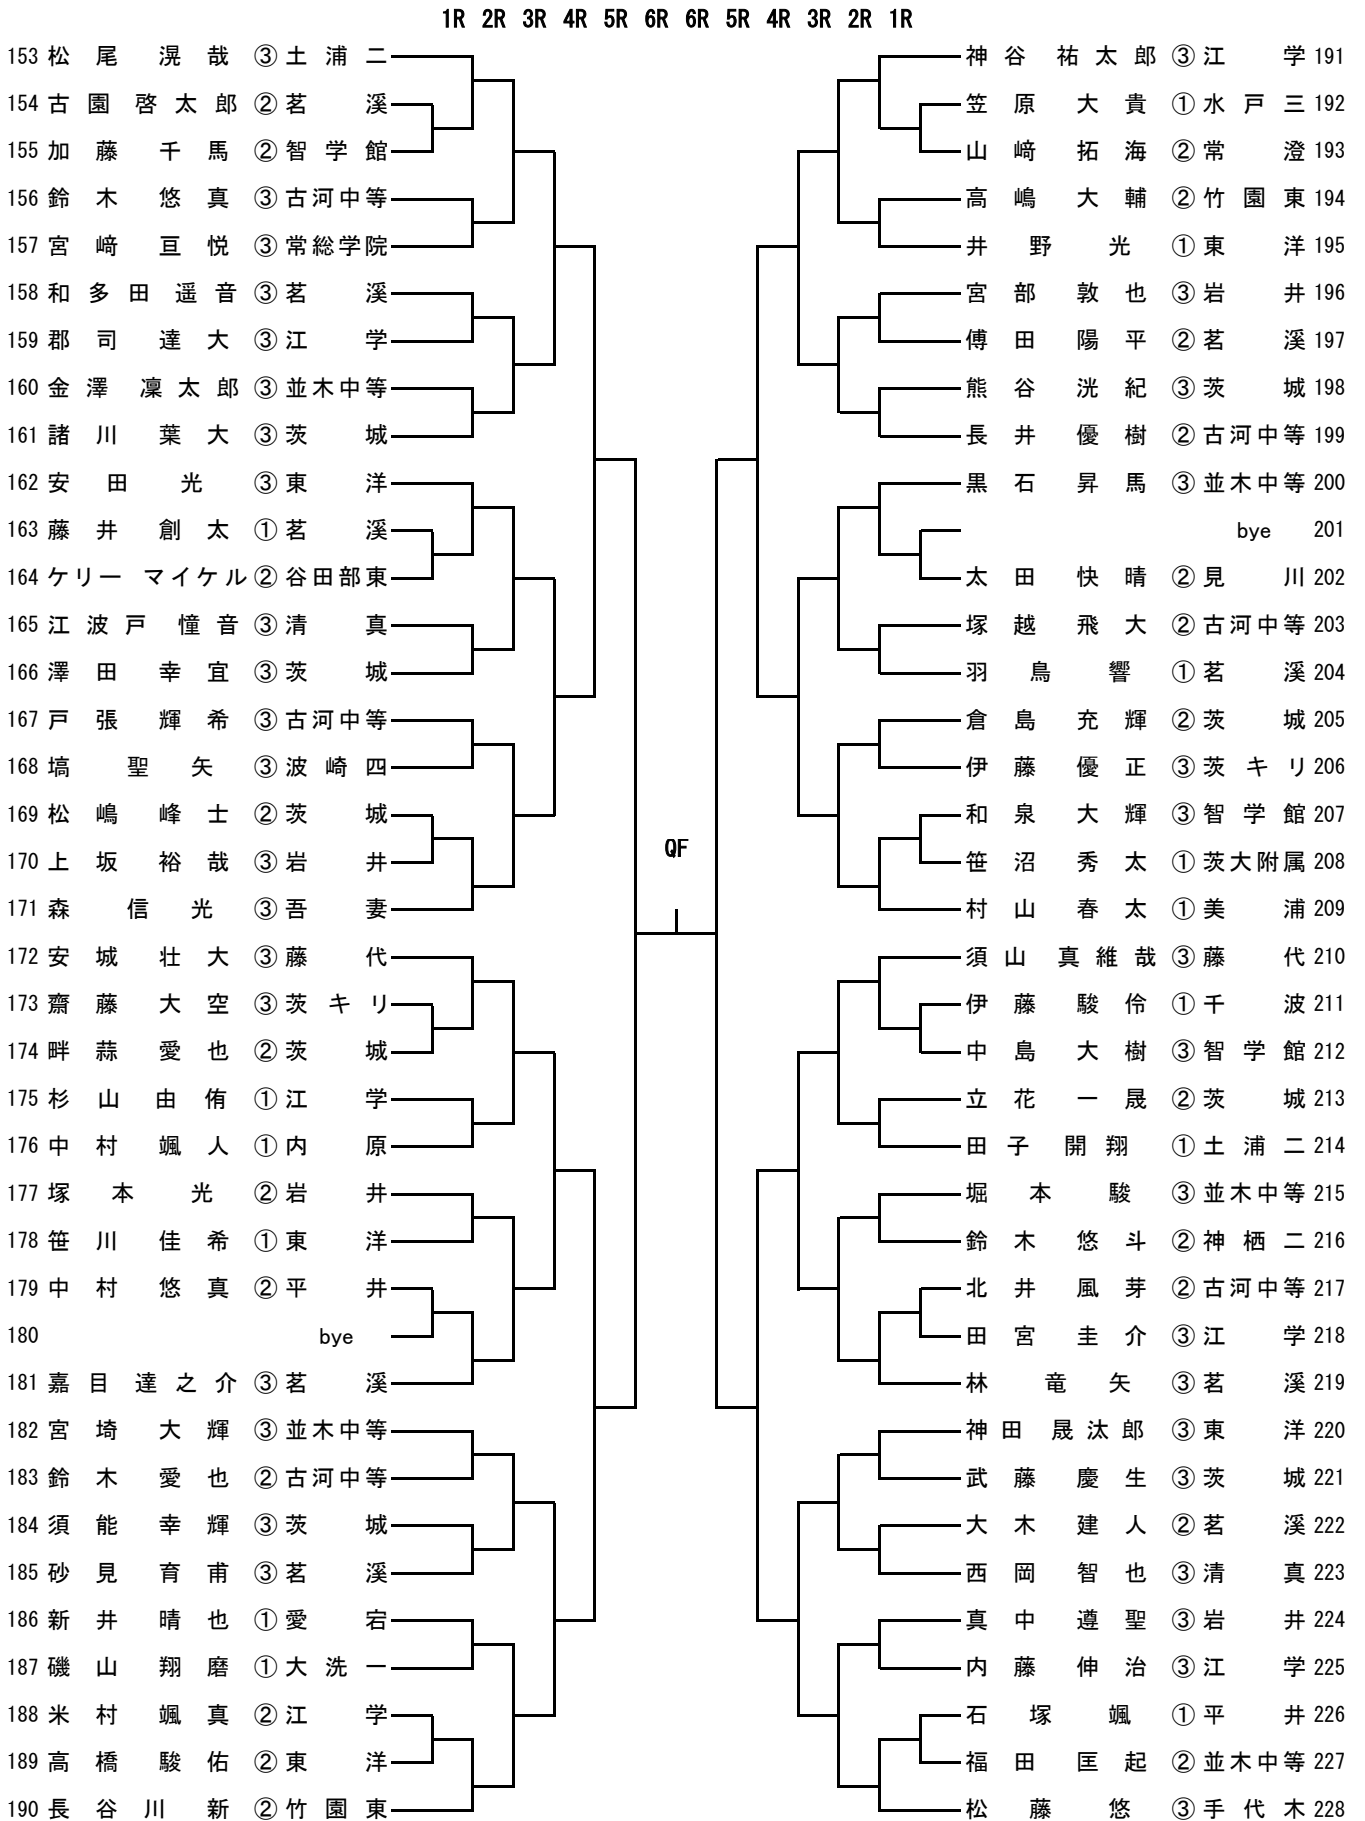 1R 2R 3R 4R 5R 6R 6R 5R 4R 3R 2R 1R
153 松尾 滉哉 ③ 土浦二
154 古園 啓太郎 ② 茗溪
155 加藤 千馬 ② 智学館
156 鈴木 悠真 ③ 古河中等
157 宮﨑 亘悦 ③ 常総学院
158 和多田 遥音 ③ 茗溪
159 郡司 達大 ③ 江学
160 金澤 凜太郎 ③ 並木中等
161 諸川 葉大 ③ 茨城
162 安田 光 ③ 東洋
163 藤井 創太 ① 茗溪
164 ケリー マイケル ② 谷田部東
165 江波戸 憧音 ③ 清真
166 澤田 幸宜 ③ 茨城
167 戸張 輝希 ③ 古河中等
168 塙 聖矢 ③ 波崎四
169 松嶋 峰士 ② 茨城
170 上坂 裕哉 ③ 岩井
171 森 信光 ③ 吾妻
172 安城 壮大 ③ 藤代
173 齋藤 大空 ③ 茨キリ
174 畔蒜 愛也 ② 茨城
175 杉山 由侑 ① 江学
176 中村 颯人 ① 内原
177 塚本 光 ② 岩井
178 笹川 佳希 ① 東洋
179 中村 悠真 ② 平井
180 bye
181 嘉目 達之介 ③ 茗溪
182 宮埼 大輝 ③ 並木中等
183 鈴木 愛也 ② 古河中等
184 須能 幸輝 ③ 茨城
185 砂見 育甫 ③ 茗溪
186 新井 晴也 ① 愛宕
187 磯山 翔磨 ① 大洗一
188 米村 颯真 ② 江学
189 高橋 駿佑 ② 東洋
190 長谷川 新 ② 竹園東
QF
神谷 祐太郎 ③ 江学 191
笠原 大貴 ① 水戸三 192
山﨑 拓海 ② 常澄 193
高嶋 大輔 ② 竹園東 194
井野 光 ① 東洋 195
宮部 敦也 ③ 岩井 196
傅田 陽平 ② 茗溪 197
熊谷 洸紀 ③ 茨城 198
長井 優樹 ② 古河中等 199
黒石 昇馬 ③ 並木中等 200
bye 201
太田 快晴 ② 見川 202
塚越 飛大 ② 古河中等 203
羽鳥 響 ① 茗溪 204
倉島 充輝 ② 茨城 205
伊藤 優正 ③ 茨キリ 206
和泉 大輝 ③ 智学館 207
笹沼 秀太 ① 茨大附属 208
村山 春太 ① 美浦 209
須山 真維哉 ③ 藤代 210
伊藤 駿伶 ① 千波 211
中島 大樹 ③ 智学館 212
立花 一晟 ② 茨城 213
田子 開翔 ① 土浦二 214
堀本 駿 ③ 並木中等 215
鈴木 悠斗 ② 神栖二 216
北井 風芽 ② 古河中等 217
田宮 圭介 ③ 江学 218
林 竜矢 ③ 茗溪 219
神田 晟汰郎 ③ 東洋 220
武藤 慶生 ③ 茨城 221
大木 建人 ② 茗溪 222
西岡 智也 ③ 清真 223
真中 遵聖 ③ 岩井 224
内藤 伸治 ③ 江学 225
石塚 颯 ① 平井 226
福田 匡起 ② 並木中等 227
松藤 悠 ③ 手代木 228